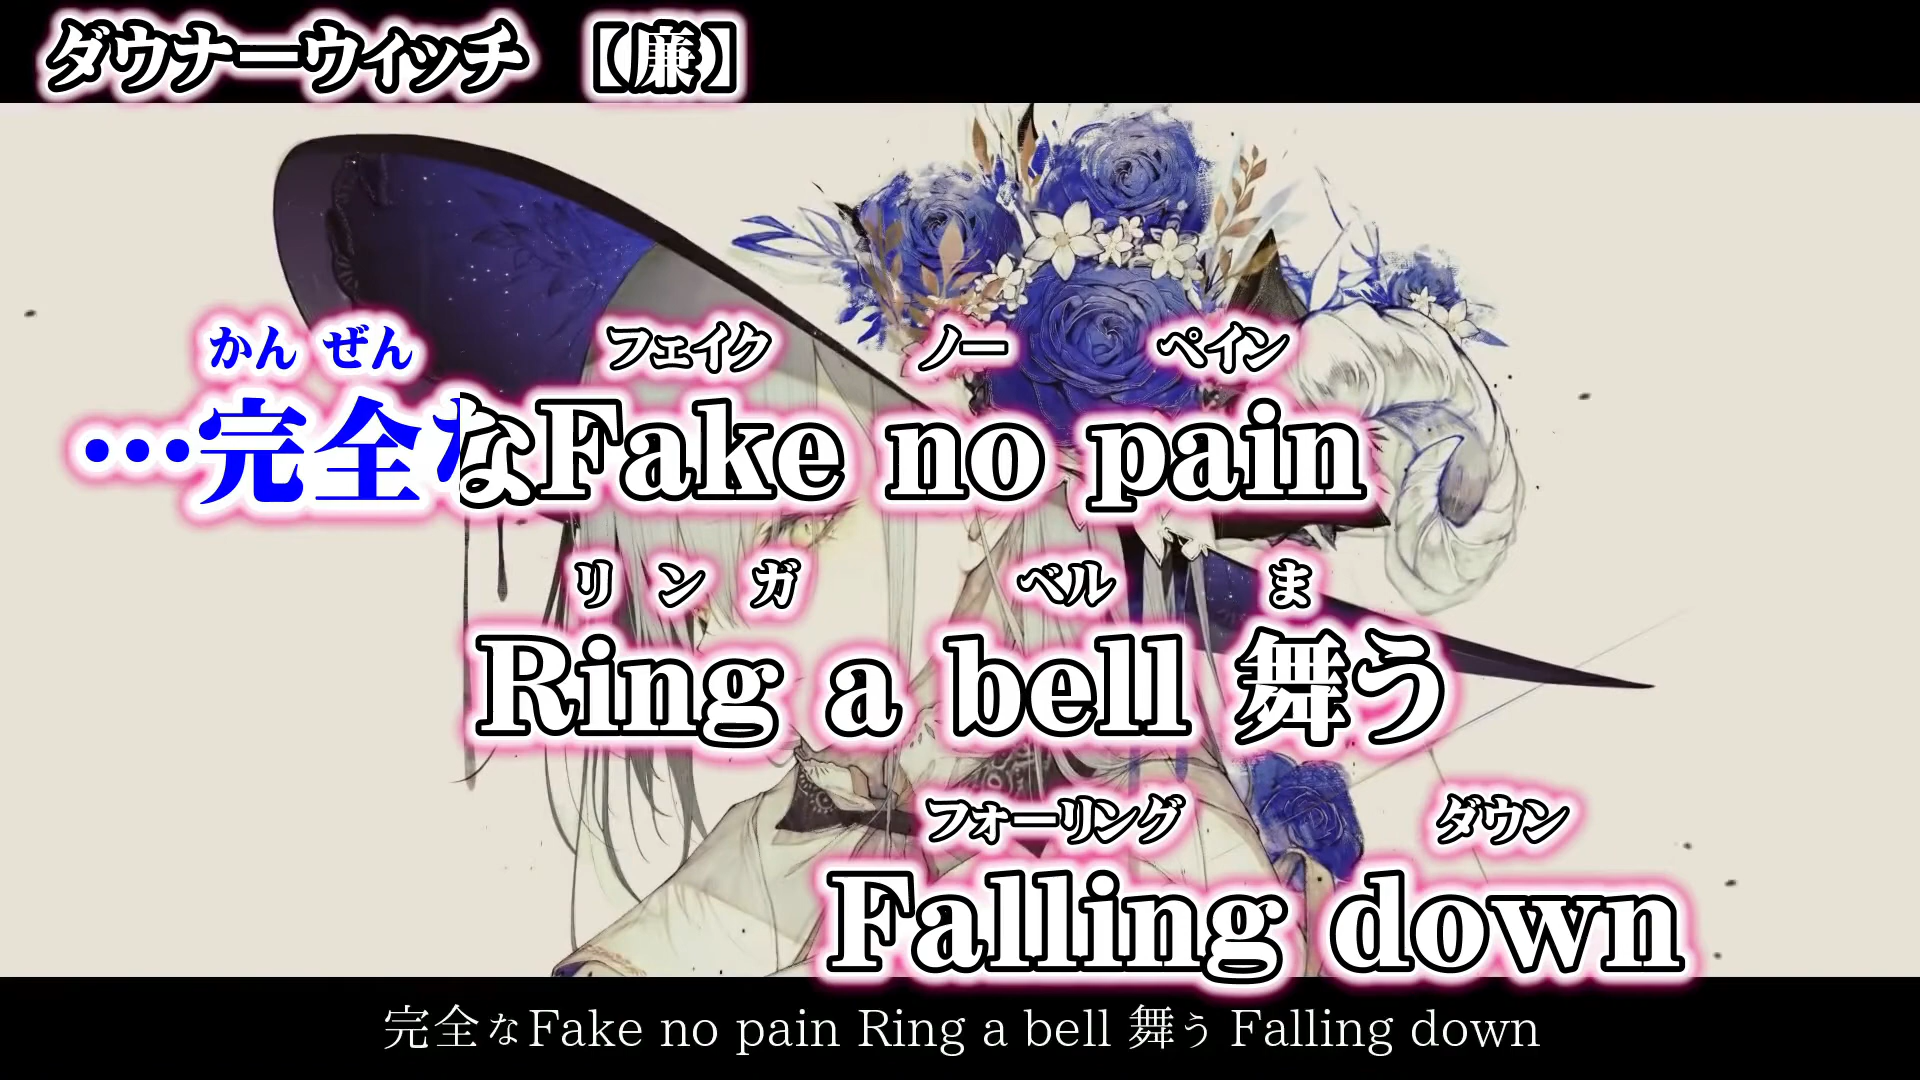 ダウナーウィッチ 【廉】
かん ぜん フェイク ノー ペイン
…完全なFake no pain
リンガ ベル ま
Ring a bell 舞う
フォーリング ダウン
Falling down
完全なFake no pain Ring a bell 舞う Falling down